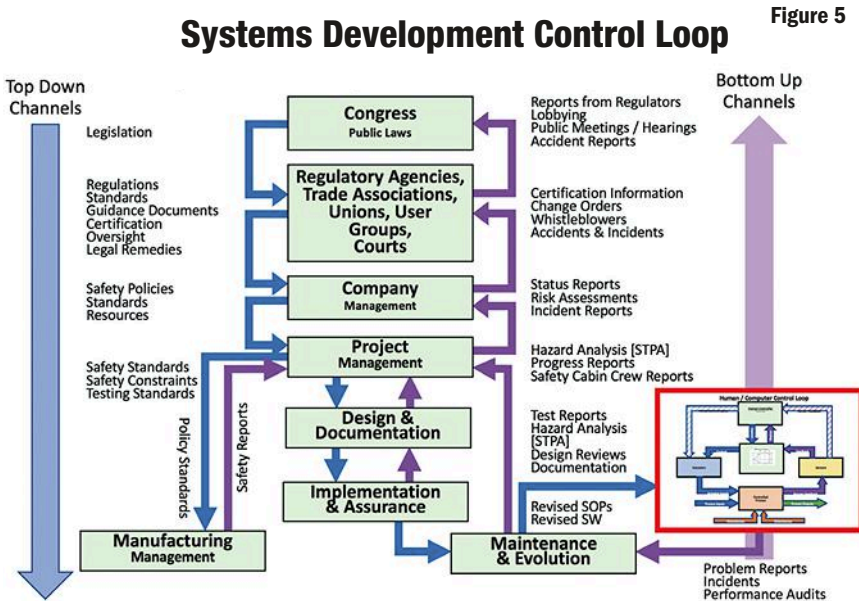 Figure 5
Systems Development Control Loop
Top Down
Channels
Bottom Up
Channels
Legislation
Congress
Public Laws
Reports from Regulators
Lobbying
Public Meetings / Hearings
Accident Reports
Regulations
Standards
Guidance Documents
Certification
Oversight
Legal Remedies
Regulatory Agencies,
Trade Associations,
Unions, User
Groups,
Courts
Certification Information
Change Orders
Whistleblowers
Accidents & Incidents
Safety Policies
Standards
Resources
Company
Management
Status Reports
Risk Assessments
Incident Reports
Project
Management
Safety Standards
Safety Constraints
Testing Standards
Hazard Analysis [STPA]
Progress Reports
Safety Cabin Crew Reports
Policy Standards
Safety Reports
Design &
Documentation
Test Reports
Hazard Analysis
[STPA]
Design Reviews
Documentation
Human / Computer Control Loop
Implementation
& Assurance
Revised SOPs
Revised SW
Manufacturing
Management
Maintenance
& Evolution
Problem Reports
Incidents
Performance Audits